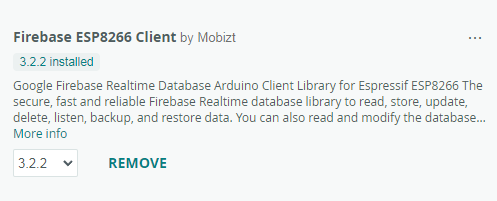 Firebase ESP8266 Client by Mobizt
...
3.2.2 installed
Google Firebase Realtime Database Arduino Client Library for Espressif ESP8266 The
secure, fast and reliable Firebase Realtime database library to read, store, update,
delete, listen, backup, and restore data. You can also read and modify the database...
More info
3.2.2
REMOVE